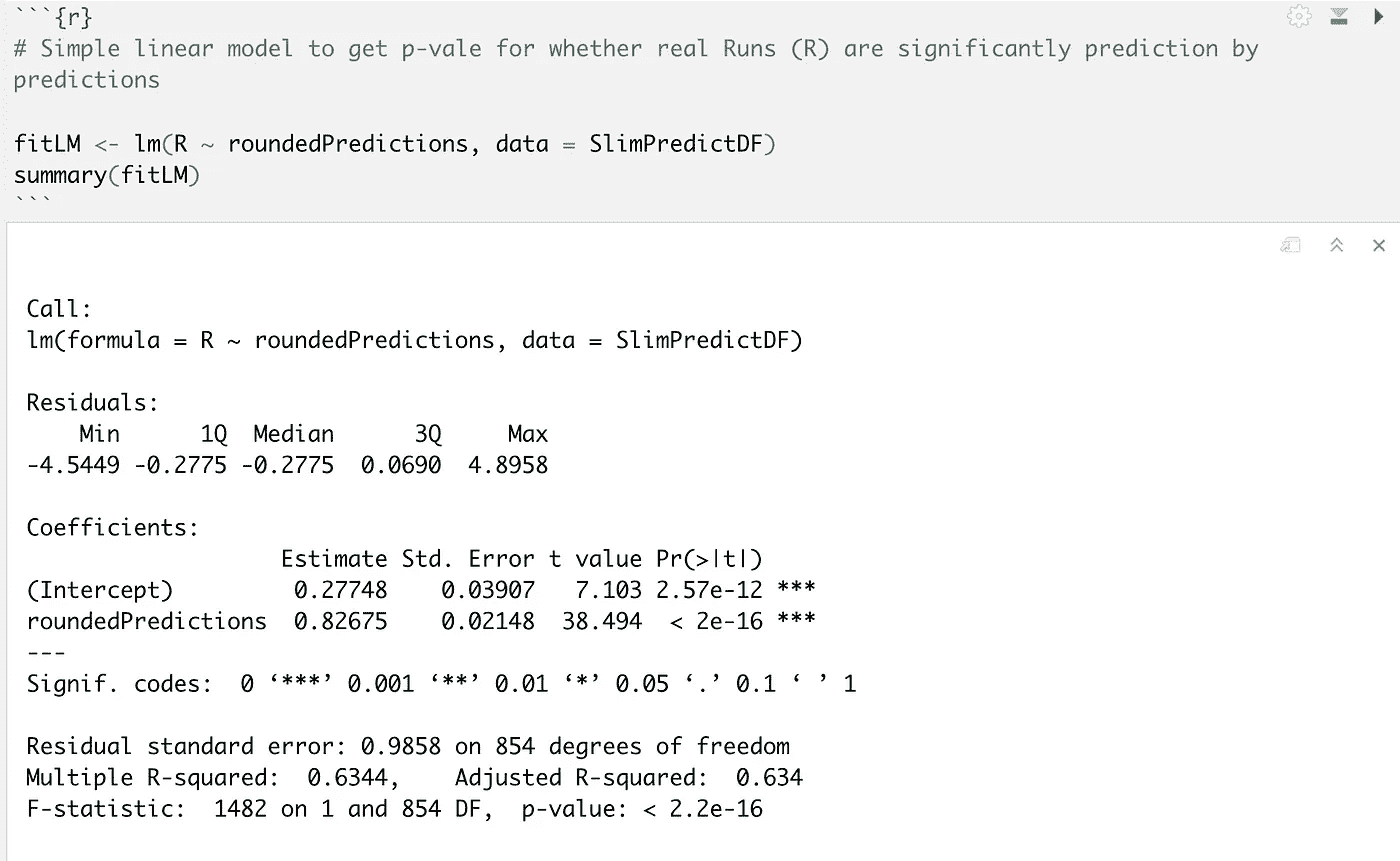 ```{r}
# Simple linear model to get p-vale for whether real Runs (R) are significantly prediction by
predictions
fitLM <- lm(R ~ roundedPredictions, data = SlimPredictDF)
summary(fitLM)
```
Call:
lm(formula = R ~ roundedPredictions, data = SlimPredictDF)
Residuals:
    Min      1Q  Median      3Q     Max
-4.5449 -0.2775 -0.2775  0.0690  4.8958
Coefficients:
                   Estimate Std. Error t value Pr(>|t|)
(Intercept)         0.27748    0.03907   7.103 2.57e-12 ***
roundedPredictions  0.82675    0.02148  38.494  < 2e-16 ***
---
Signif. codes:  0 ‘***’ 0.001 ‘**’ 0.01 ‘*’ 0.05 ‘.’ 0.1 ‘ ’ 1
Residual standard error: 0.9858 on 854 degrees of freedom
Multiple R-squared:  0.6344,    Adjusted R-squared:  0.634
F-statistic:  1482 on 1 and 854 DF,  p-value: < 2.2e-16